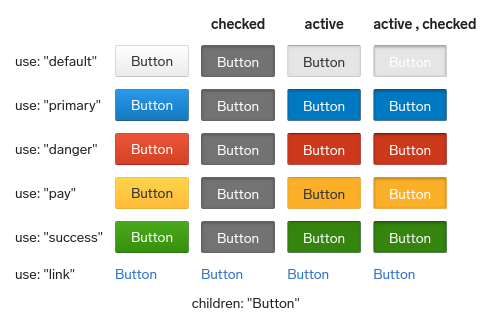 checked active active , checked
use: "default" Button Button Button Button
use: "primary" Button Button Button Button
use: "danger" Button Button Button Button
use: "pay" Button Button Button Button
use: "success" Button Button Button Button
use: "link" Button Button Button Button
children: "Button"